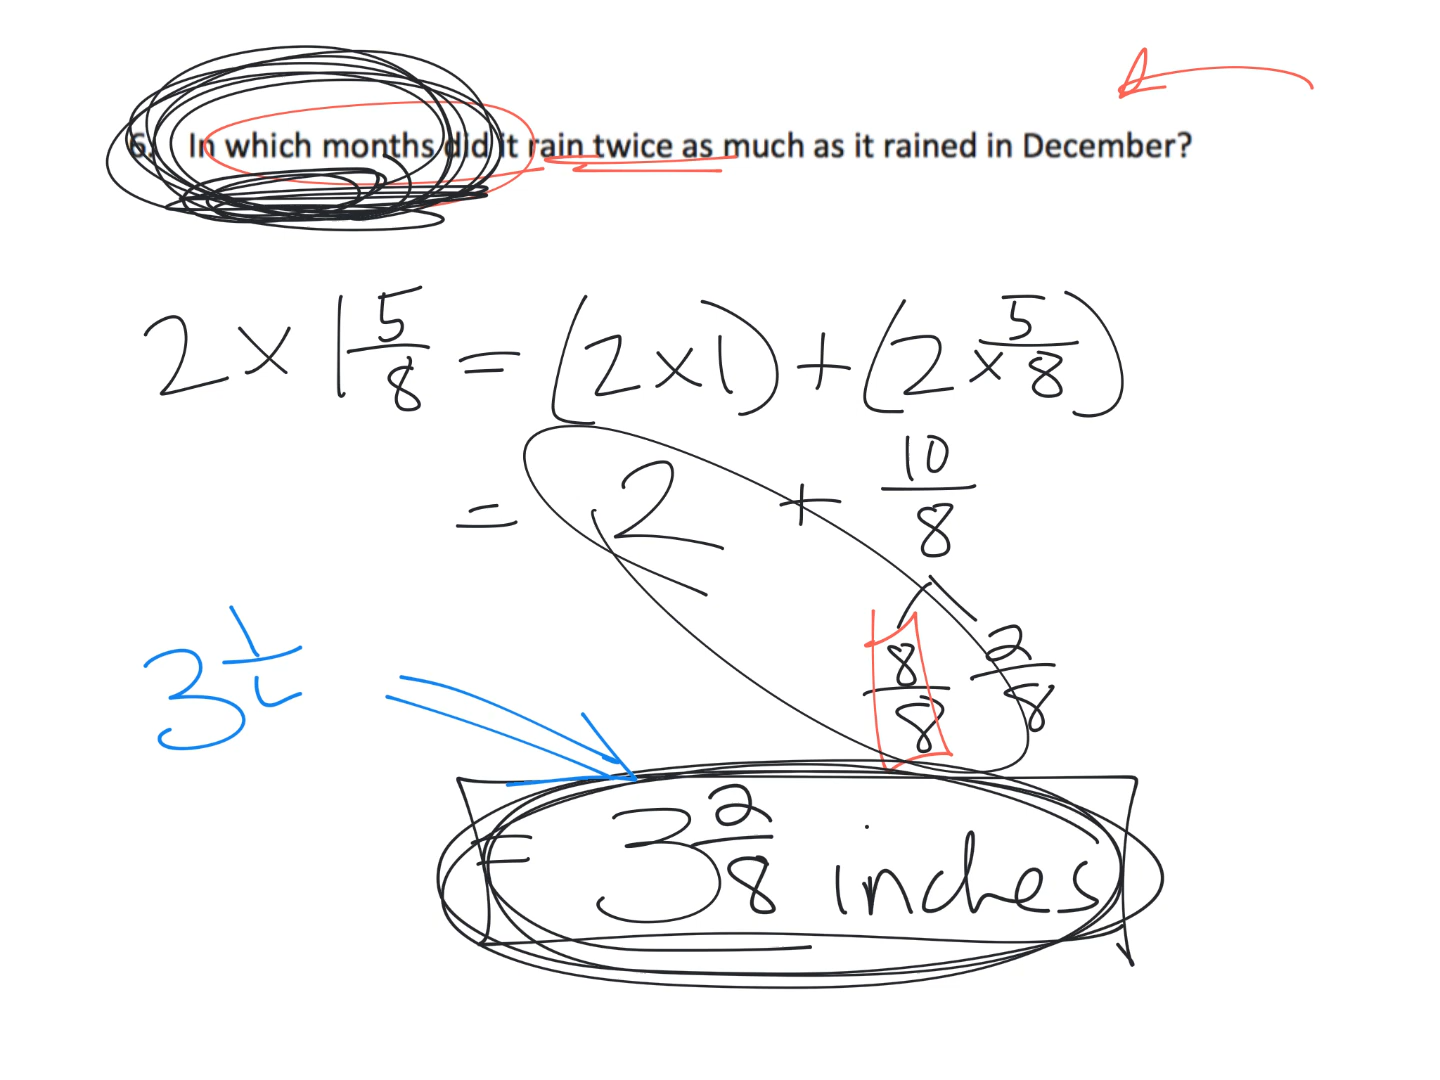 6. In which months did it rain twice as much as it rained in December?
2 × 1 5/8 = (2×1) + (2 × 5/8)
= 2 + 10/8
8/8 2/8
3 1/
= 3 2/8 inches